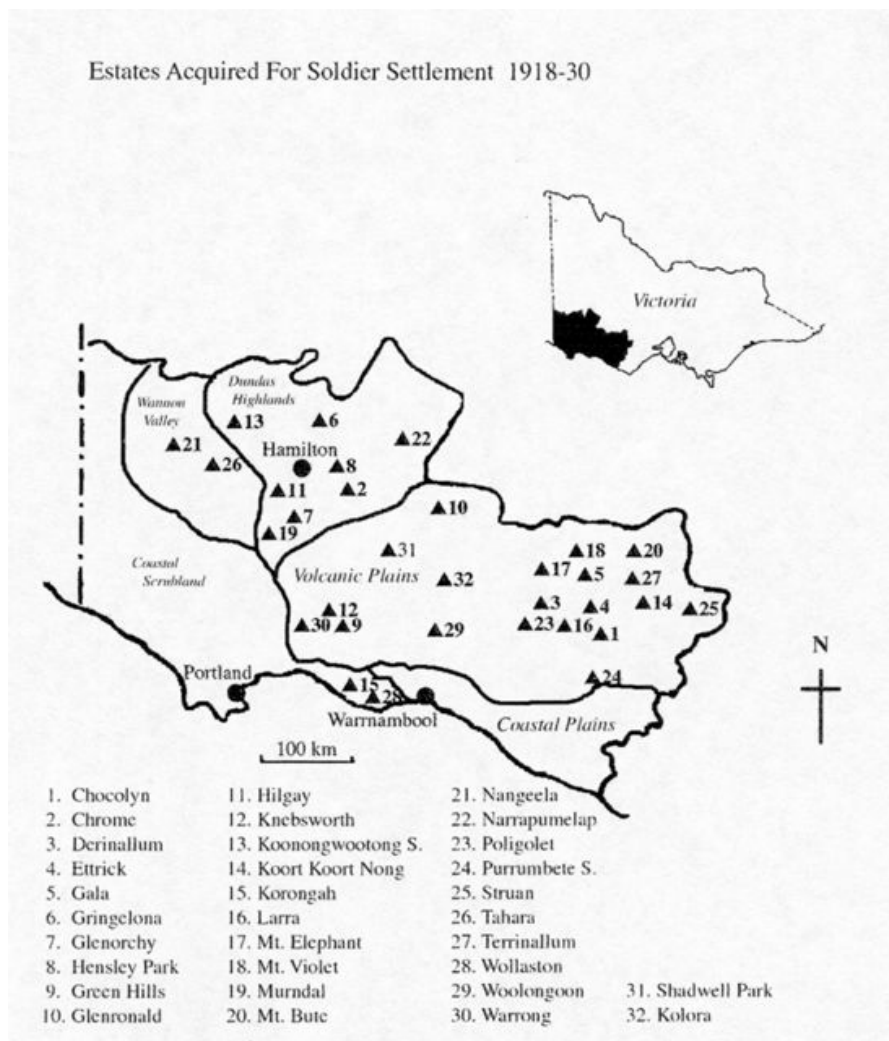 Estates Acquired For Soldier Settlement 1918-30
Victoria
Dundas
Highlands
Wannon
Valley
13
6
21
Hamilton
22
26
8
11
2
7
10
19
31
18
20
Coastal
Scrubland
Volcanic Plains
32
17
5
27
12
3
4
14
25
30
9
29
23
16
1
N
Portland
24
15
28
Warrnambool
Coastal Plains
100 km
1. Chocolyn
2. Chrome
3. Derinallum
4. Ettrick
5. Gala
6. Gringelona
7. Glenorchy
8. Hensley Park
9. Green Hills
10. Glenronald
11. Hilgay
12. Knebsworth
13. Koonongwootong S.
14. Koort Koort Nong
15. Korongah
16. Larra
17. Mt. Elephant
18. Mt. Violet
19. Murndal
20. Mt. Bute
21. Nangeela
22. Narrapumelap
23. Poligolet
24. Purrumbete S.
25. Struan
26. Tahara
27. Terrinallum
28. Wollaston
29. Woolongoon
30. Warrong
31. Shadwell Park
32. Kolora